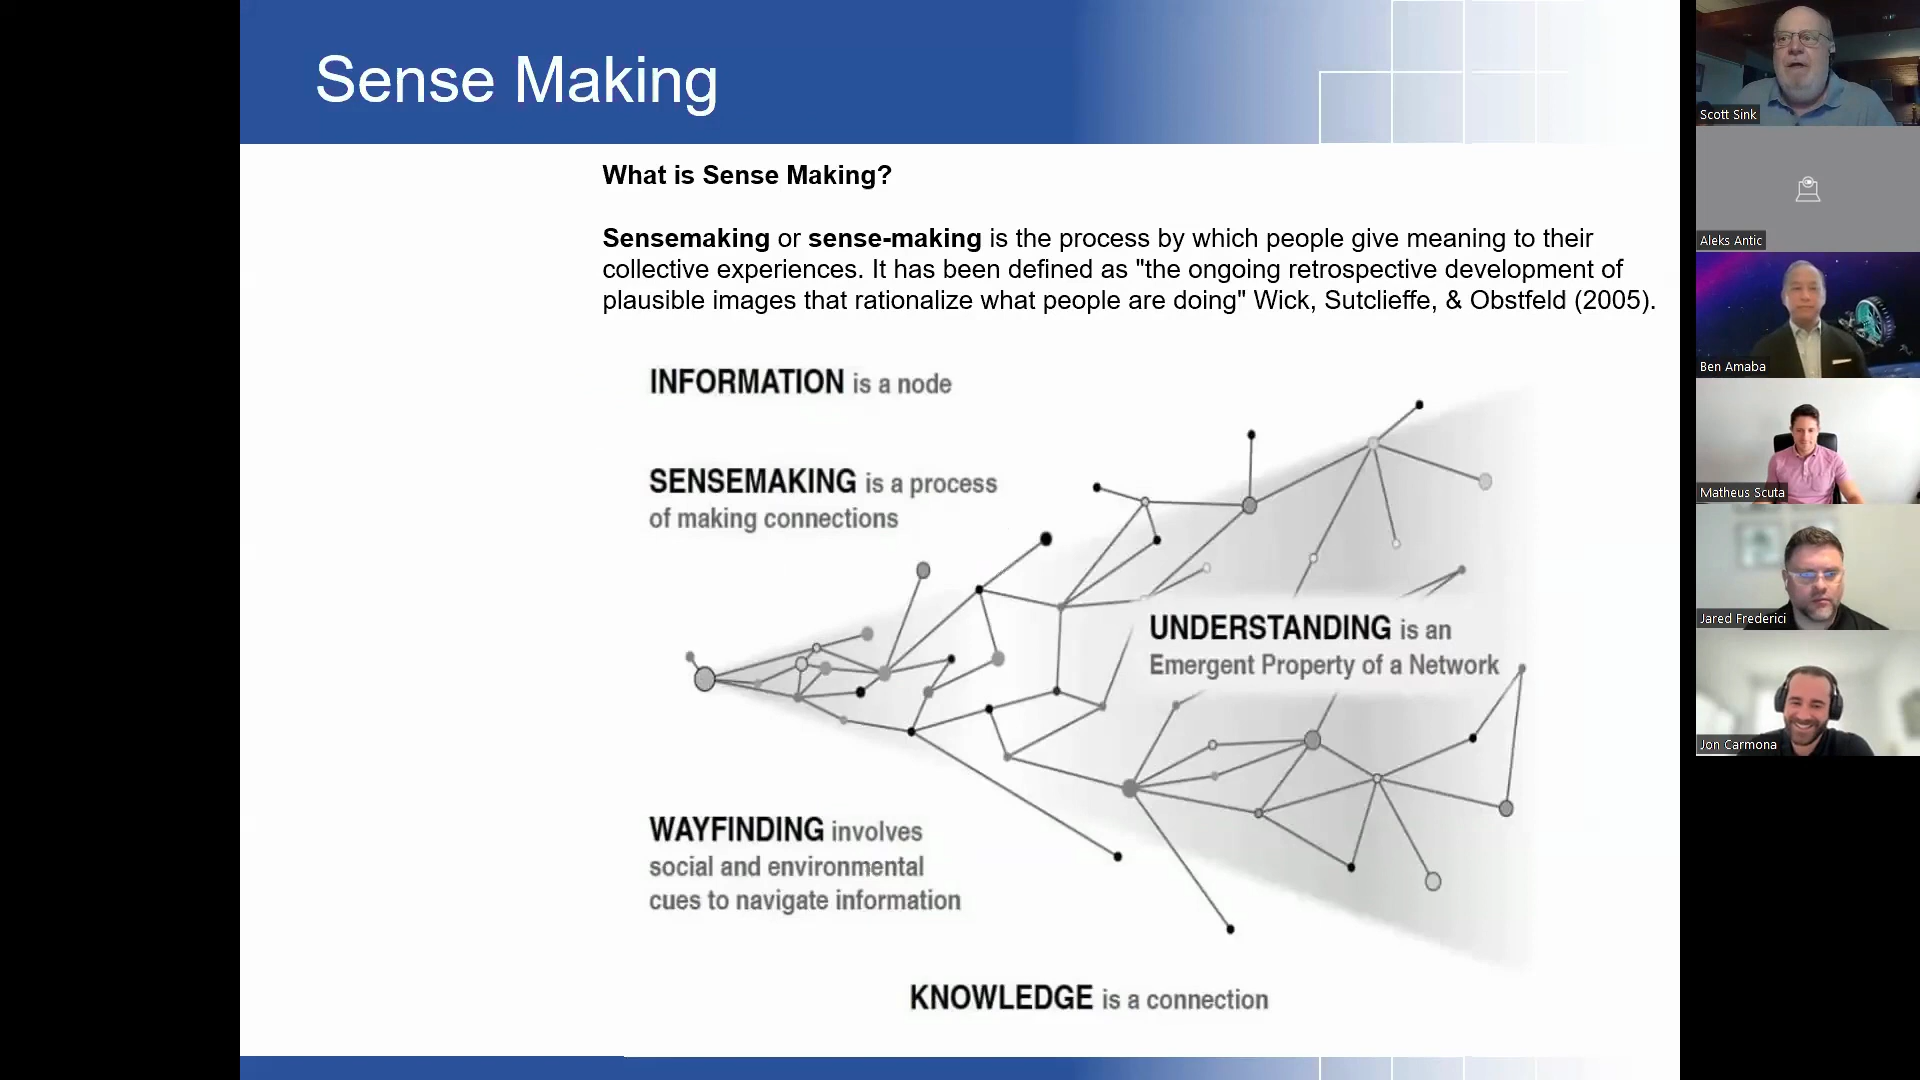 Sense Making
What is Sense Making?
Sensemaking or sense-making is the process by which people give meaning to their
collective experiences. It has been defined as "the ongoing retrospective development of
plausible images that rationalize what people are doing" Wick, Sutclieffe, & Obstfeld (2005).
INFORMATION is a node
SENSEMAKING is a process
of making connections
UNDERSTANDING is an
Emergent Property of a Network
WAYFINDING involves
social and environmental
cues to navigate information
KNOWLEDGE is a connection
Scott Sink
Aleks Antic
Ben Amaba
Matheus Scuta
Jared Frederici
Jon Carmona